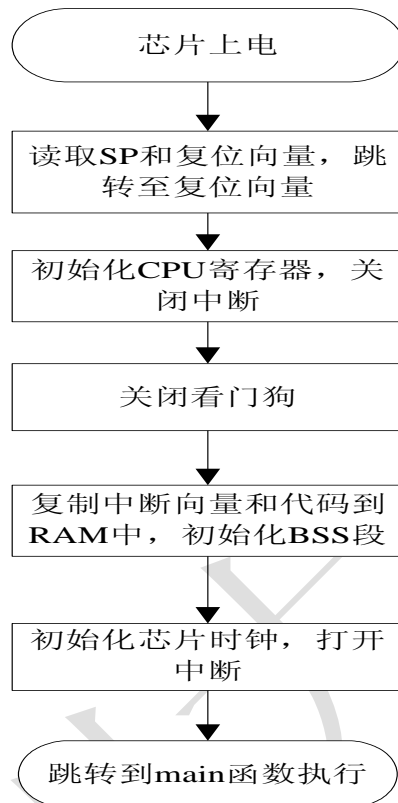 芯片上电
读取SP和复位向量，跳
转至复位向量
初始化CPU寄存器，关
闭中断
关闭看门狗
复制中断向量和代码到
RAM中，初始化BSS段
初始化芯片时钟，打开
中断
跳转到main函数执行